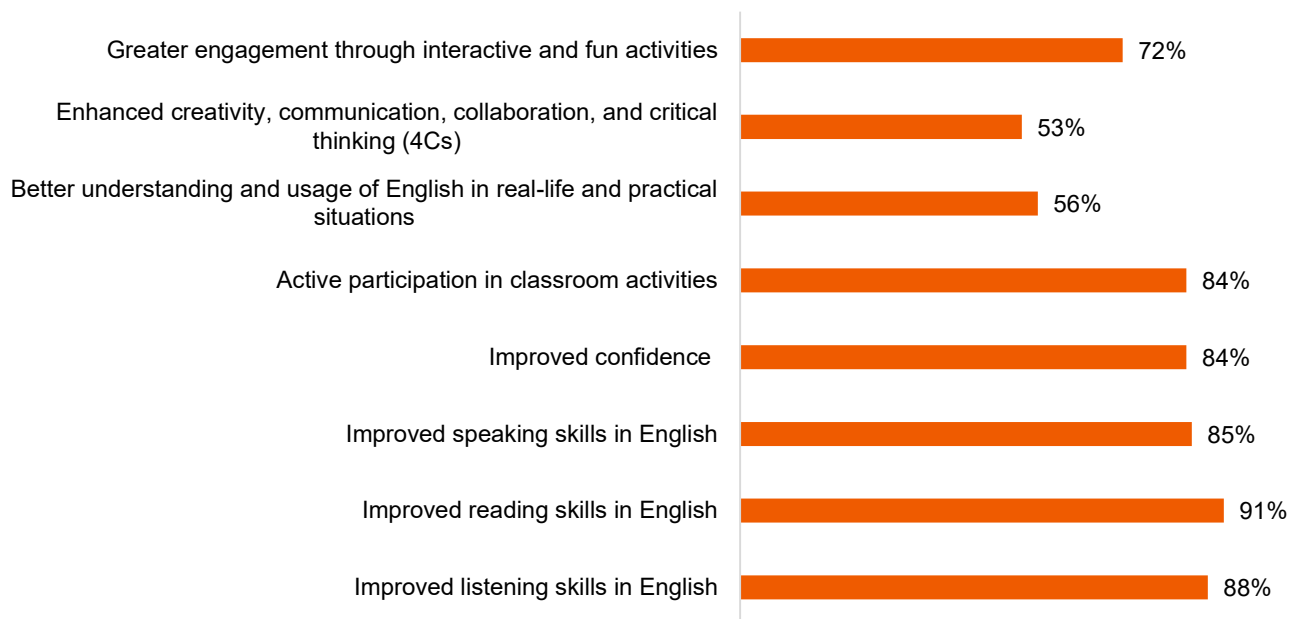 Greater engagement through interactive and fun activities
72%
Enhanced creativity, communication, collaboration, and critical
thinking (4Cs)
53%
Better understanding and usage of English in real-life and practical
situations
56%
Active participation in classroom activities
84%
Improved confidence
84%
Improved speaking skills in English
85%
Improved reading skills in English
91%
Improved listening skills in English
88%